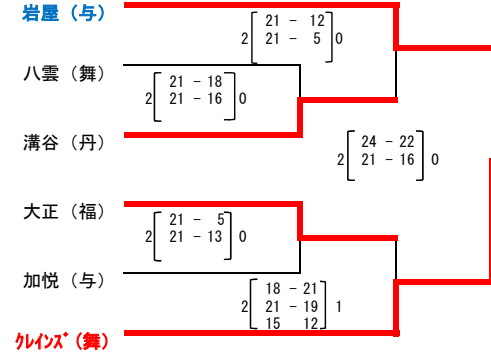 岩屋（与）
21 － 12
2 21 － 5 0
八雲（舞）
21 － 18
2 21 － 16 0
溝谷（丹）
24 － 22
2 21 － 16 0
大正（福）
21 － 5
2 21 － 13 0
加悦（与）
18 － 21
2 21 － 19 1
15 12
ｸﾚｲﾝｽﾞ（舞）